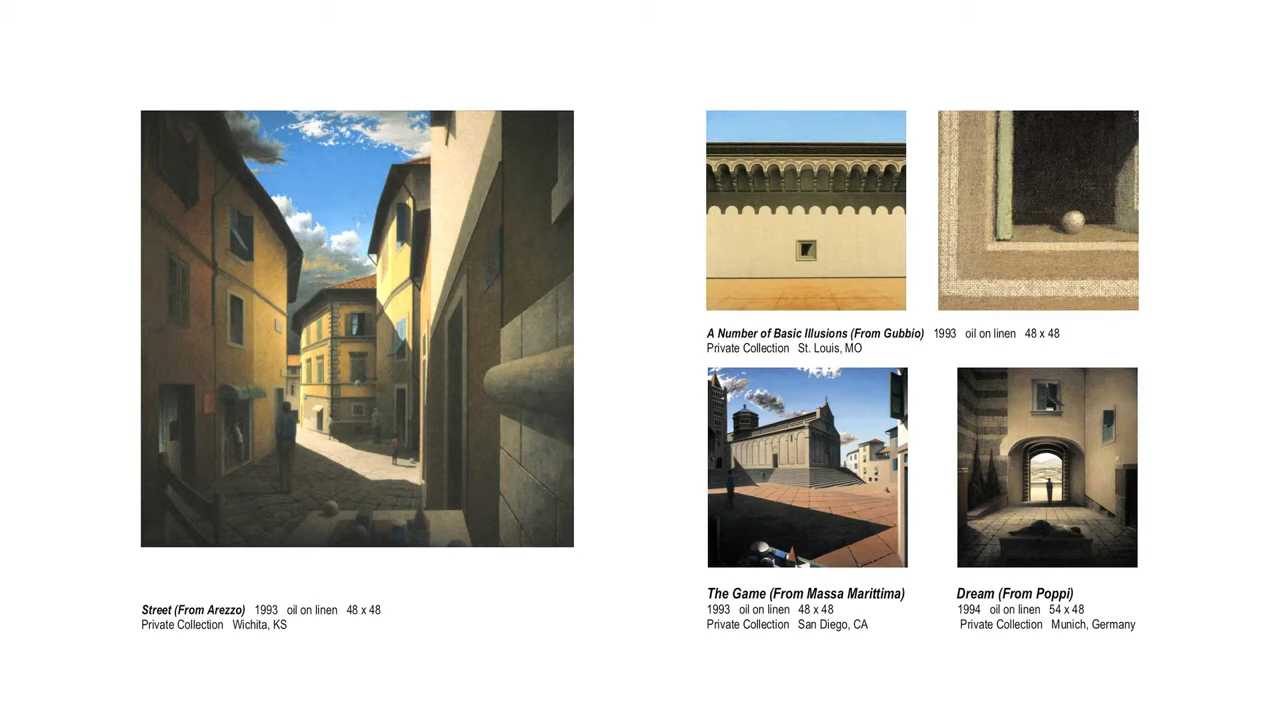 Street (From Arezzo) 1993 oil on linen 48 x 48
Private Collection Wichita, KS
A Number of Basic Illusions (From Gubbio) 1993 oil on linen 48 x 48
Private Collection St. Louis, MO
The Game (From Massa Marittima)
1993 oil on linen 48 x 48
Private Collection San Diego, CA
Dream (From Poppi)
1994 oil on linen 54 x 48
Private Collection Munich, Germany